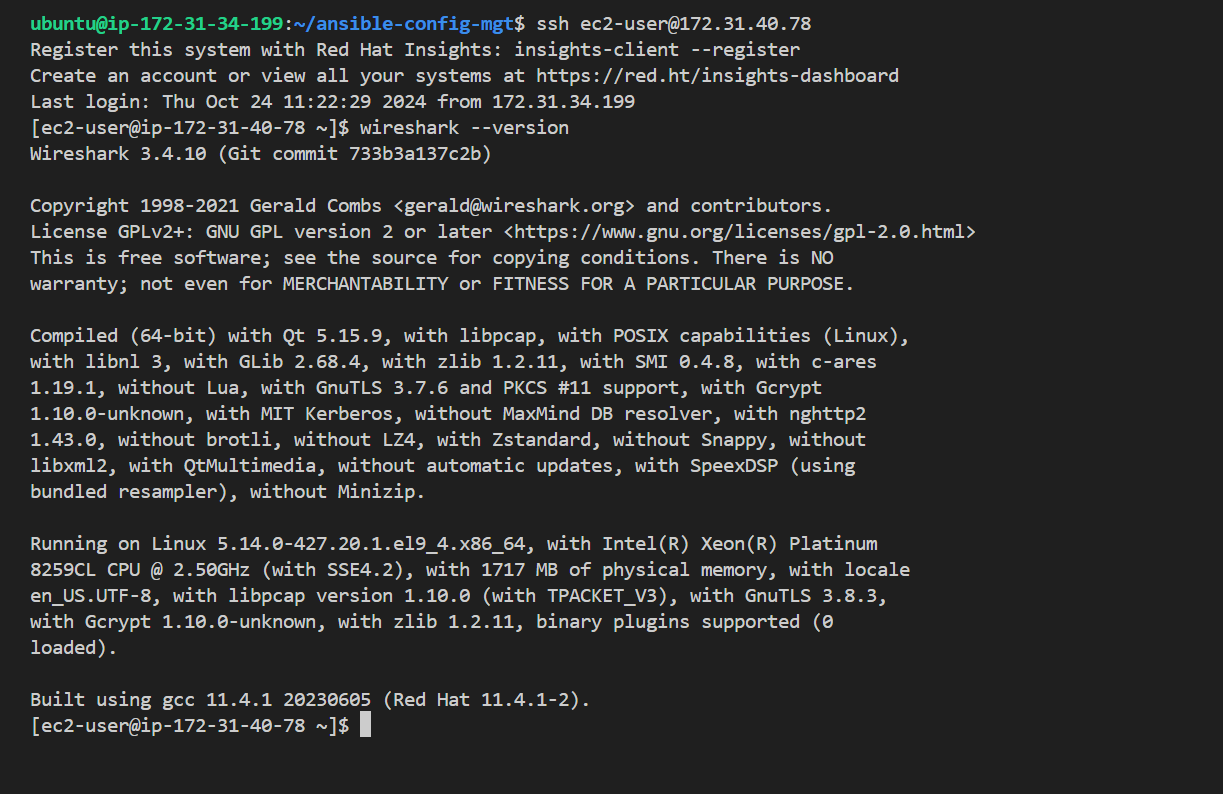 ubuntu@ip-172-31-34-199:~/ansible-config-mgt$ ssh ec2-user@172.31.40.78
Register this system with Red Hat Insights: insights-client --register
Create an account or view all your systems at https://red.ht/insights-dashboard
Last login: Thu Oct 24 11:22:29 2024 from 172.31.34.199
[ec2-user@ip-172-31-40-78 ~]$ wireshark --version
Wireshark 3.4.10 (Git commit 733b3a137c2b)

Copyright 1998-2021 Gerald Combs <gerald@wireshark.org> and contributors.
License GPLv2+: GNU GPL version 2 or later <https://www.gnu.org/licenses/gpl-2.0.html>
This is free software; see the source for copying conditions. There is NO
warranty; not even for MERCHANTABILITY or FITNESS FOR A PARTICULAR PURPOSE.

Compiled (64-bit) with Qt 5.15.9, with libpcap, with POSIX capabilities (Linux),
with libnl 3, with GLib 2.68.4, with zlib 1.2.11, with SMI 0.4.8, with c-ares
1.19.1, without Lua, with GnuTLS 3.7.6 and PKCS #11 support, with Gcrypt
1.10.0-unknown, with MIT Kerberos, without MaxMind DB resolver, with nghttp2
1.43.0, without brotli, without LZ4, with Zstandard, without Snappy, without
libxml2, with QtMultimedia, without automatic updates, with SpeexDSP (using
bundled resampler), without Minizip.

Running on Linux 5.14.0-427.20.1.el9_4.x86_64, with Intel(R) Xeon(R) Platinum
8259CL CPU @ 2.50GHz (with SSE4.2), with 1717 MB of physical memory, with locale
en_US.UTF-8, with libpcap version 1.10.0 (with TPACKET_V3), with GnuTLS 3.8.3,
with Gcrypt 1.10.0-unknown, with zlib 1.2.11, binary plugins supported (0
loaded).

Built using gcc 11.4.1 20230605 (Red Hat 11.4.1-2).
[ec2-user@ip-172-31-40-78 ~]$